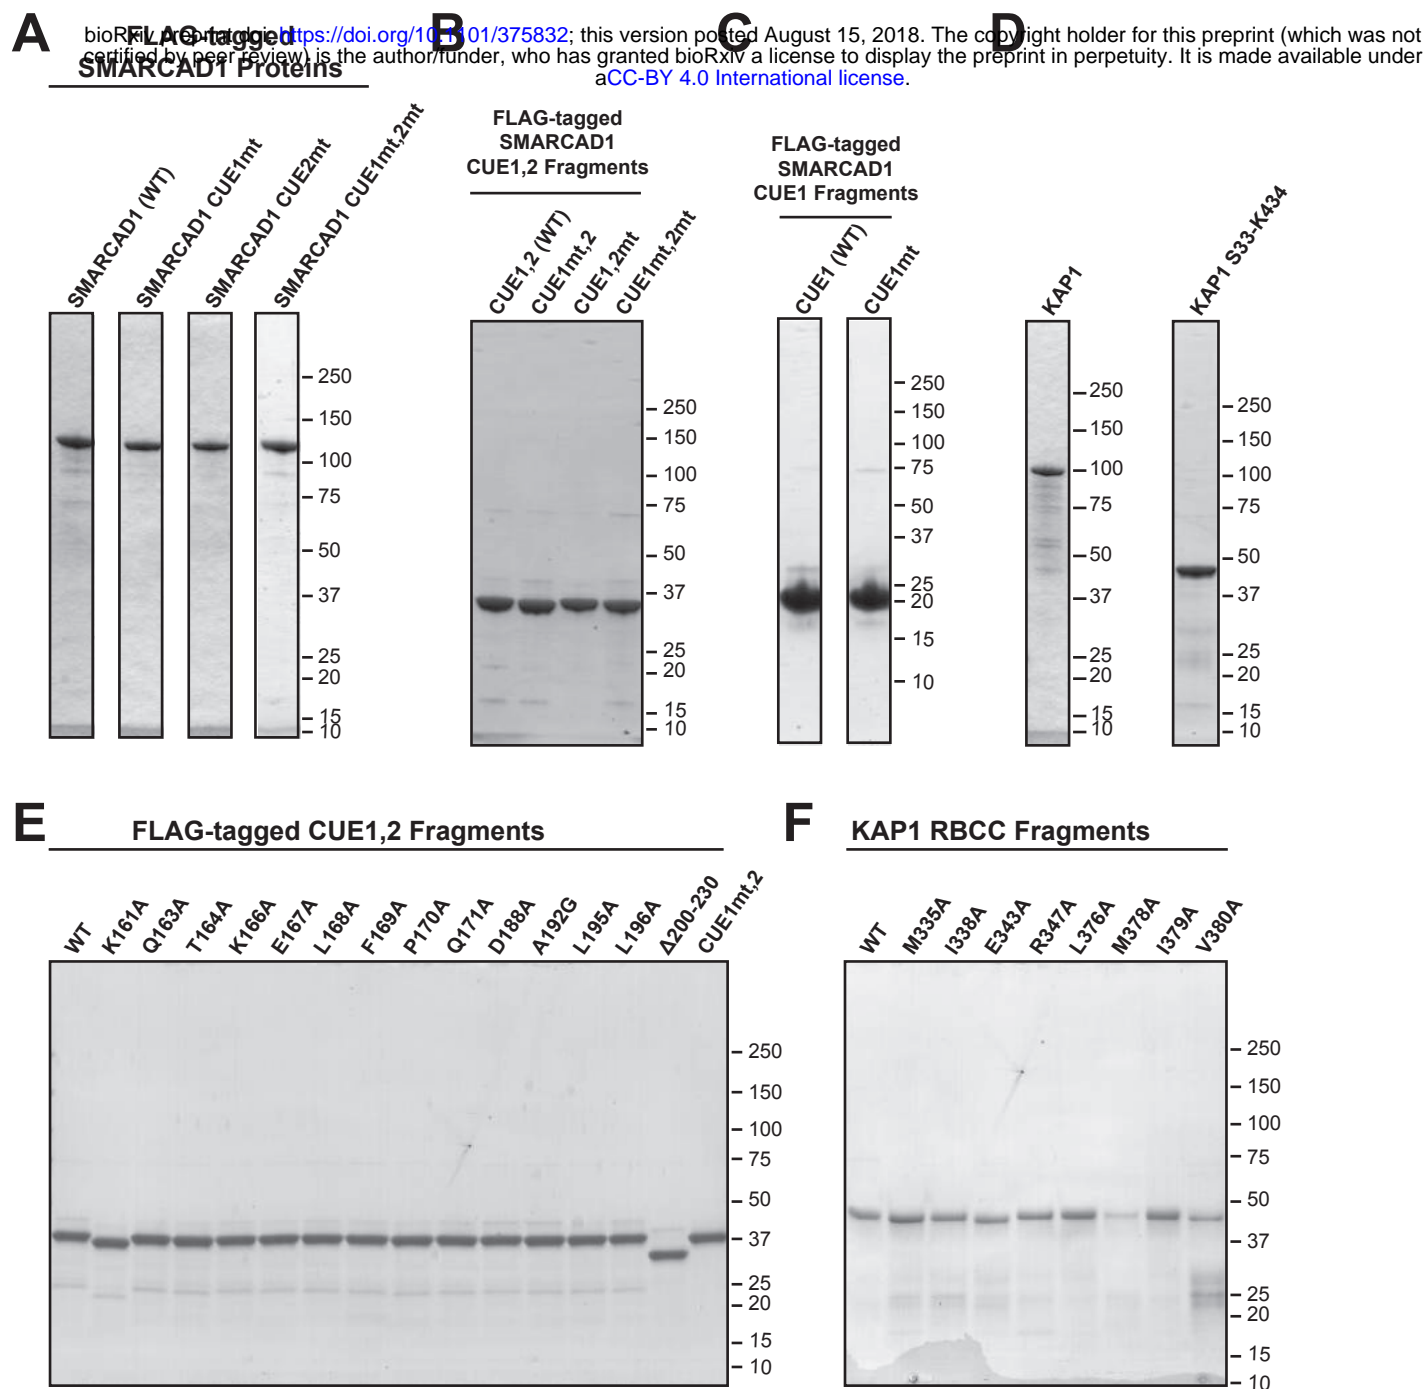 A
B
C
D
bioRxiv preprint doi: https://doi.org/10.1101/375832; this version posted August 15, 2018. The copyright holder for this preprint (which was not
certified by peer review) is the author/funder, who has granted bioRxiv a license to display the preprint in perpetuity. It is made available under
aCC-BY 4.0 International license.
FLAG-tagged
SMARCAD1 Proteins
SMARCAD1 (WT)
SMARCAD1 CUE1mt
SMARCAD1 CUE2mt
SMARCAD1 CUE1mt,2mt
250
150
100
75
50
37
25
20
15
10
FLAG-tagged
SMARCAD1
CUE1,2 Fragments
CUE1,2 (WT)
CUE1mt,2
CUE1,2mt
CUE1mt,2mt
250
150
100
75
50
37
25
20
15
10
FLAG-tagged
SMARCAD1
CUE1 Fragments
CUE1 (WT)
CUE1mt
250
150
100
75
50
37
25
20
15
10
KAP1
250
150
100
75
50
37
25
20
15
10
KAP1 S33-K434
250
150
100
75
50
37
25
20
15
10
E
FLAG-tagged CUE1,2 Fragments
WT
K161A
Q163A
T164A
K166A
E167A
L168A
F169A
P170A
Q171A
D188A
A192G
L195A
L196A
Δ200-230
CUE1mt,2
250
150
100
75
50
37
25
20
15
10
F
KAP1 RBCC Fragments
WT
M335A
I338A
E343A
R347A
L376A
M378A
I379A
V380A
250
150
100
75
50
37
25
20
15
10